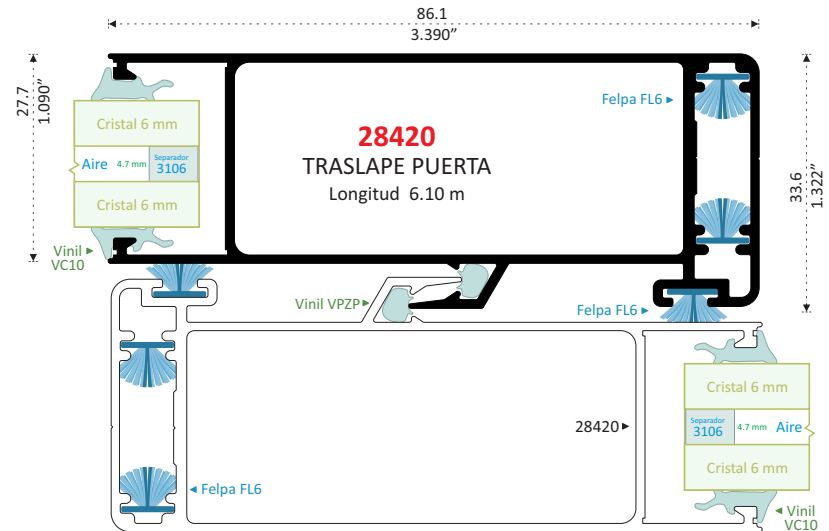 86.1
3.390”
27.7
1.090”
Felpa FL6
Cristal 6 mm
28420
TRASLAPE PUERTA
Longitud 6.10 m
Aire
4.7 mm
Separador
3106
Cristal 6 mm
33.6
1.322”
Vinil
VC10
Vinil VPZP
Felpa FL6
Cristal 6 mm
28420
Separador
3106
4.7 mm
Aire
Cristal 6 mm
Felpa FL6
Vinil
VC10